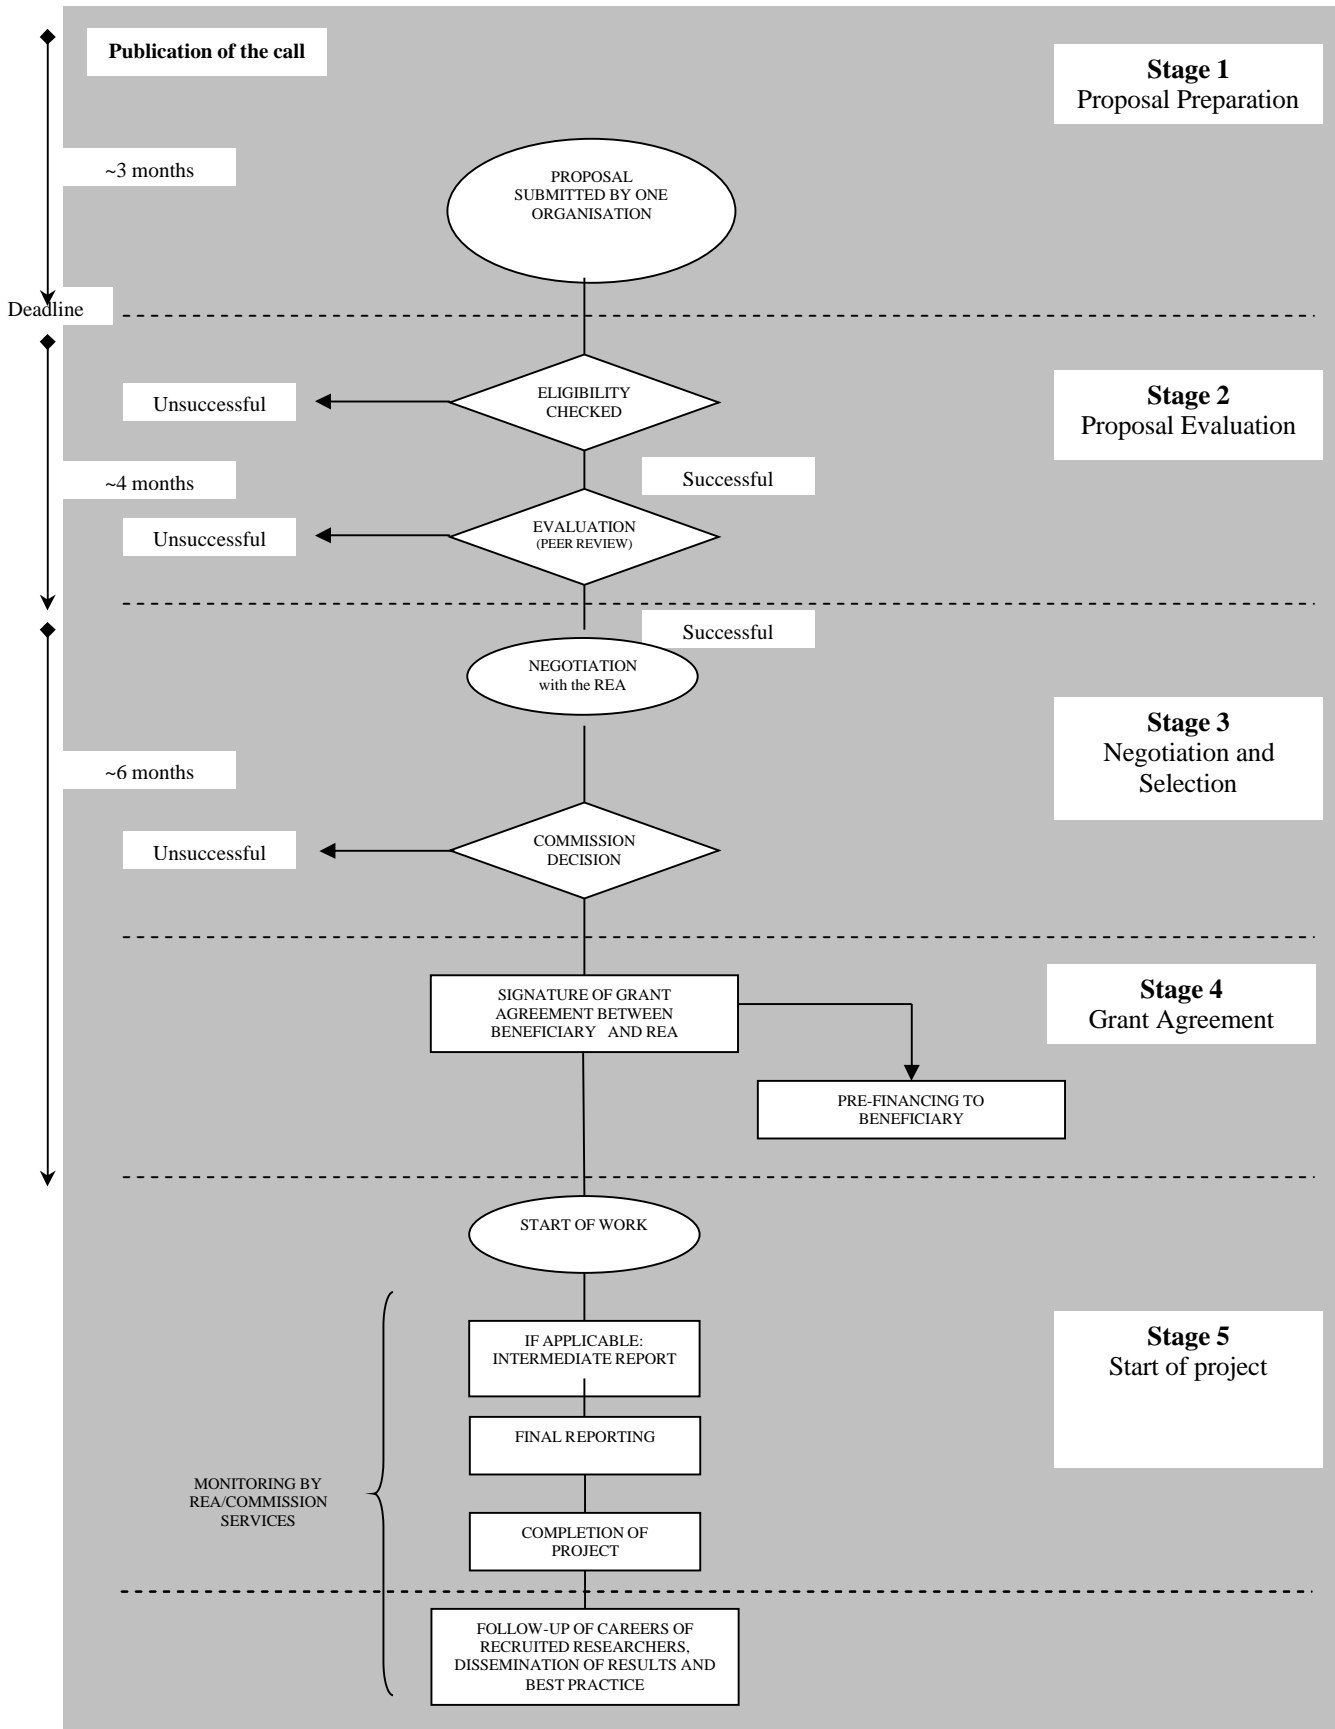 Publication of the call
Stage 1
Proposal Preparation
~3 months
PROPOSAL
SUBMITTED BY ONE
ORGANISATION
Deadline
Unsuccessful
ELIGIBILITY
CHECKED
Stage 2
Proposal Evaluation
~4 months
Successful
Unsuccessful
EVALUATION
(PEER REVIEW)
Successful
NEGOTIATION
with the REA
Stage 3
Negotiation and
Selection
~6 months
Unsuccessful
COMMISSION
DECISION
SIGNATURE OF GRANT
AGREEMENT BETWEEN
BENEFICIARY AND REA
Stage 4
Grant Agreement
PRE-FINANCING TO
BENEFICIARY
START OF WORK
IF APPLICABLE:
INTERMEDIATE REPORT
Stage 5
Start of project
FINAL REPORTING
MONITORING BY
REA/COMMISSION
SERVICES
COMPLETION OF
PROJECT
FOLLOW-UP OF CAREERS OF
RECRUITED RESEARCHERS,
DISSEMINATION OF RESULTS AND
BEST PRACTICE